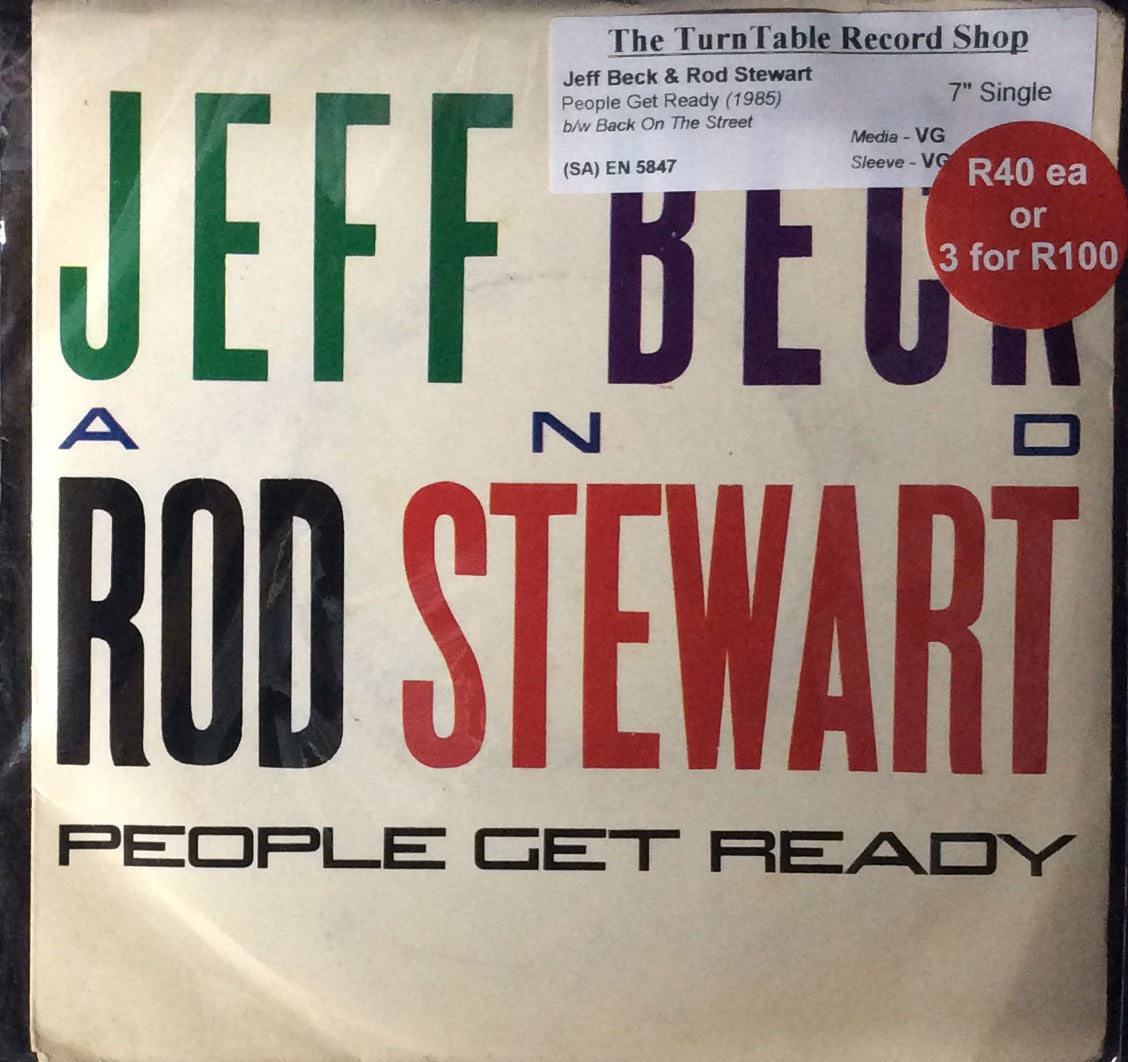 The TurnTable Record Shop
Jeff Beck & Rod Stewart
7" Single
People Get Ready (1985)
b/w Back On The Street
Media - VG
(SA) EN 5847
Sleeve - VG
R40 ea
or
3 for R100
JEFF BECK
AND
ROD STEWART
PEOPLE GET READY